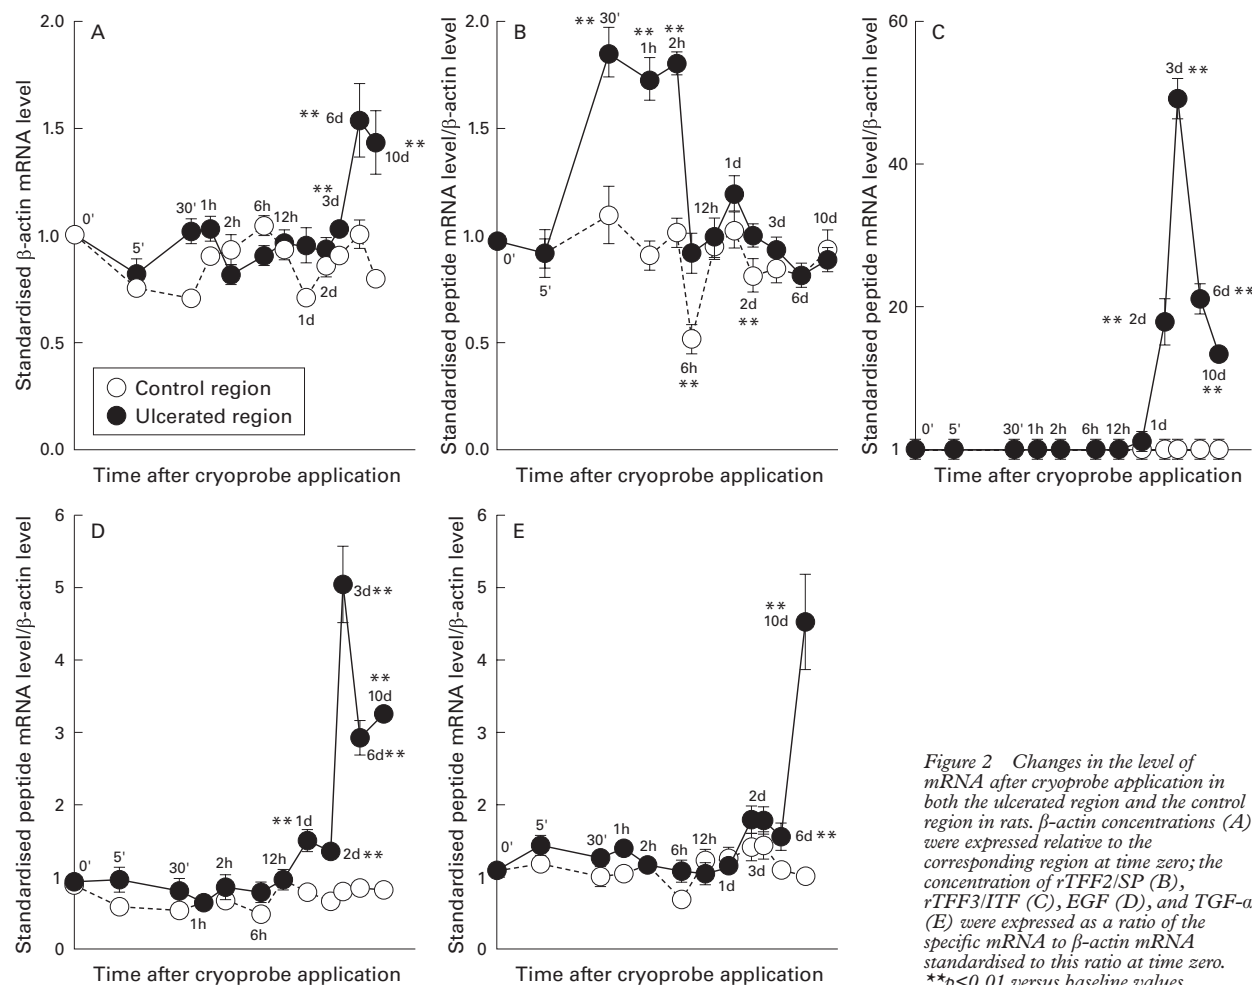 A
Standardised β-actin mRNA level
2.0
1.5
1.0
0.5
0.0
0'
5'
30'
1h
2h
6h
12h
1d
2d
** 3d
** 6d
10d **
Control region
Ulcerated region
Time after cryoprobe application
B
Standardised peptide mRNA level/β-actin level
2.0
1.5
1.0
0.5
0.0
0'
5'
** 30'
** 1h
** 2h
6h **
12h
1d
2d **
3d
6d
10d
Time after cryoprobe application
C
Standardised peptide mRNA level/β-actin level
60
40
20
1
0'
5'
30'
1h
2h
6h
12h
1d
** 2d
3d **
6d **
10d **
Time after cryoprobe application
D
Standardised peptide mRNA level/β-actin level
6
5
4
3
2
1
0
0'
5'
30'
1h
2h
6h
12h
** 1d
2d **
3d **
6d **
** 10d
Time after cryoprobe application
E
Standardised peptide mRNA level/β-actin level
6
5
4
3
2
1
0
0'
5'
30'
1h
2h
6h
12h
1d
2d
3d
6d **
** 10d
Time after cryoprobe application
Figure 2 Changes in the level of
mRNA after cryoprobe application in
both the ulcerated region and the control
region in rats. β-actin concentrations (A)
were expressed relative to the
corresponding region at time zero; the
concentration of rTFF2/SP (B),
rTFF3/ITF (C), EGF (D), and TGF-α
(E) were expressed as a ratio of the
specific mRNA to β-actin mRNA
standardised to this ratio at time zero.
**p<0.01 versus baseline values